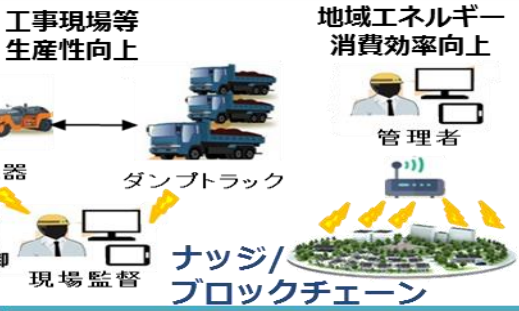 工事現場等
生産性向上
地域エネルギー
消費効率向上
管理者
器
ダンプトラック
御
現場監督
ナッジ/
ブロックチェーン